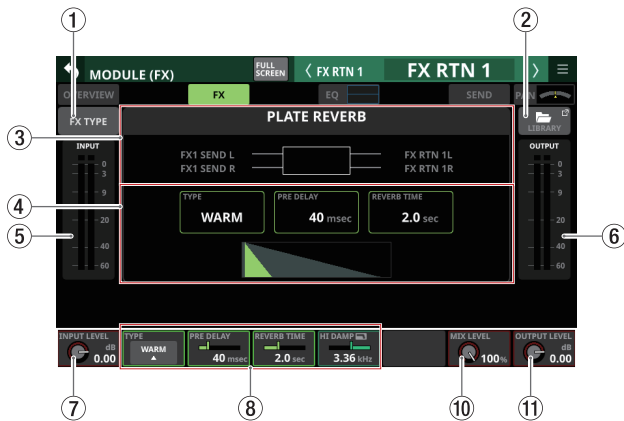 ① ②
MODULE (FX) FULL SCREEN FX RTN 1 FX RTN 1
OVERVIEW FX EQ SEND PAN
FX TYPE PLATE REVERB LIBRARY
③
INPUT OUTPUT
FX1 SEND L FX RTN 1L
FX1 SEND R FX RTN 1R
0 0
3 3
9 9
20 20
40 40
60 60
④
TYPE PRE DELAY REVERB TIME
WARM 40 msec 2.0 sec
⑤ ⑥
INPUT LEVEL TYPE PRE DELAY REVERB TIME HI DAMP MIX LEVEL OUTPUT LEVEL
dB WARM dB
0.00 40 msec 2.0 sec 3.36 kHz 100% 0.00
⑦ ⑧ ⑩ ⑪